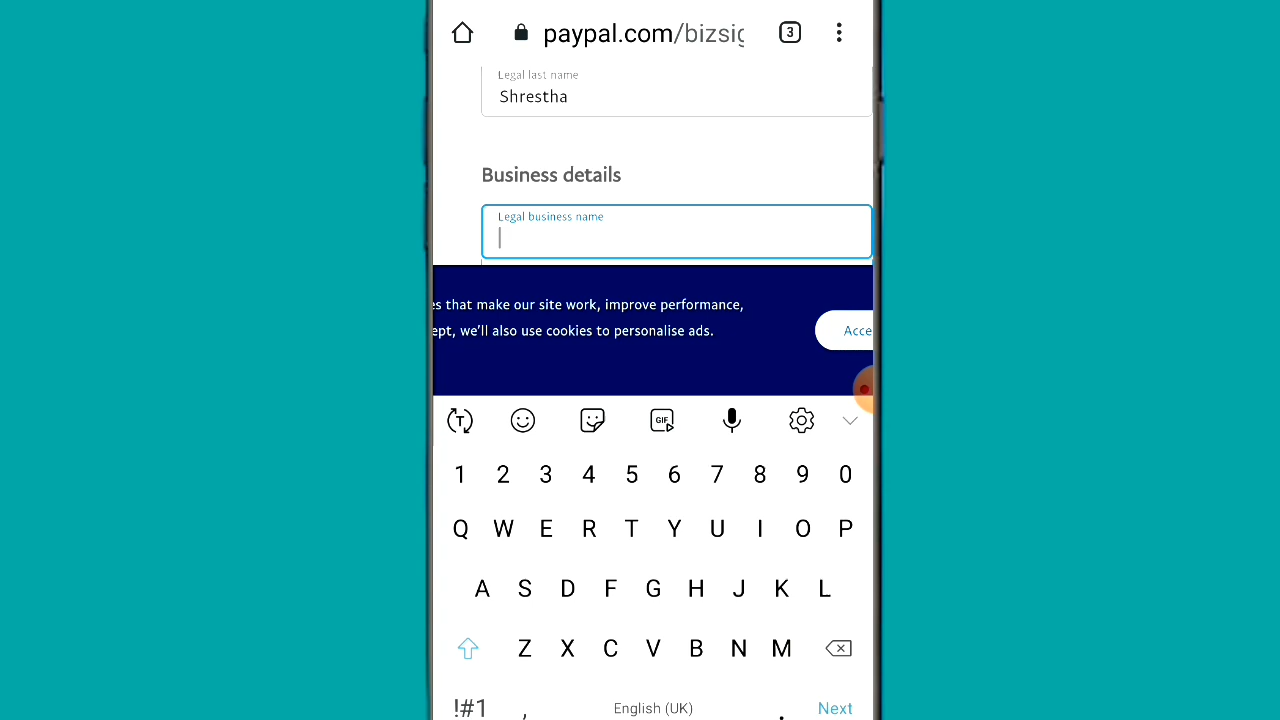 paypal.com/bizsig
3
Legal last name
Shrestha
Business details
Legal business name
es that make our site work, improve performance,
ept, we'll also use cookies to personalise ads.
Acce
T
GIF
1 2 3 4 5 6 7 8 9 0
Q W E R T Y U I O P
A S D F G H J K L
Z X C V B N M
!#1 , English (UK) . Next